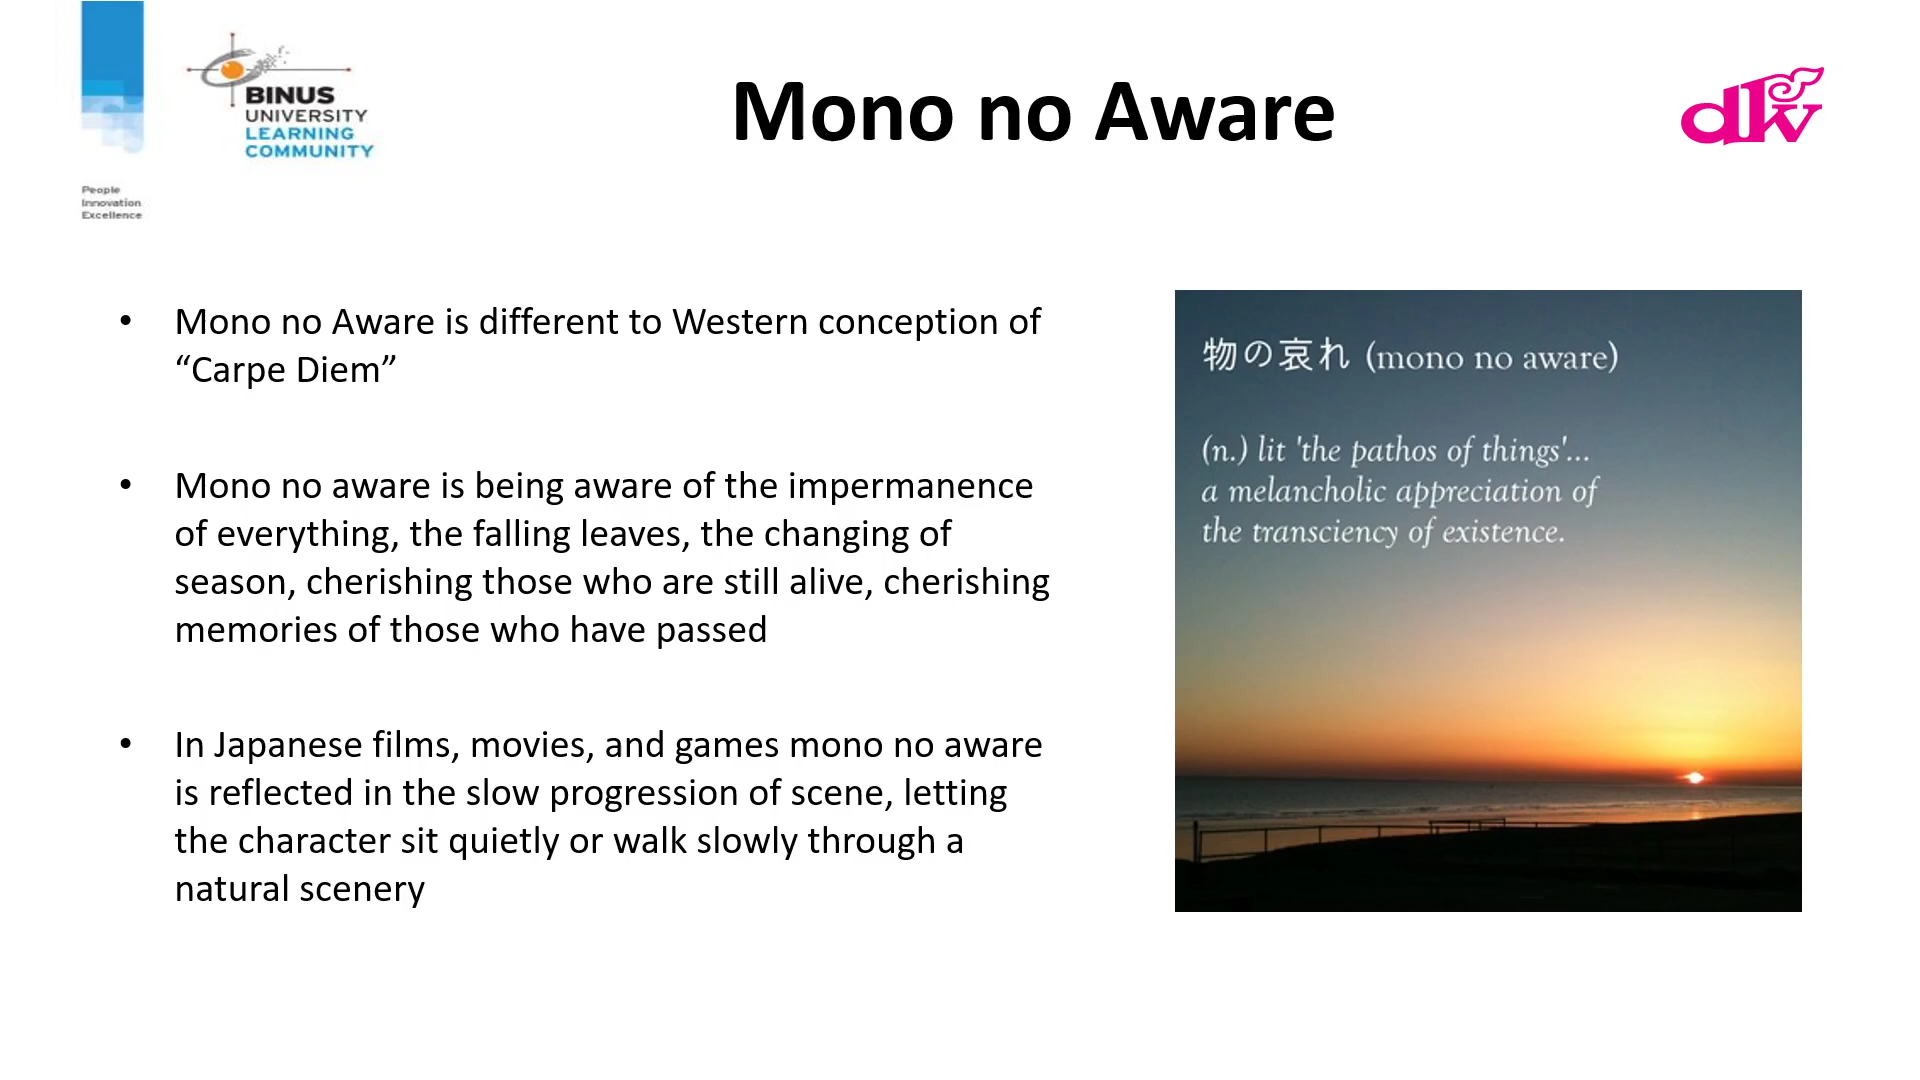 BINUS
UNIVERSITY
LEARNING
COMMUNITY
People
Innovation
Excellence
Mono no Aware
dkv
• Mono no Aware is different to Western conception of
“Carpe Diem”
• Mono no aware is being aware of the impermanence
of everything, the falling leaves, the changing of
season, cherishing those who are still alive, cherishing
memories of those who have passed
• In Japanese films, movies, and games mono no aware
is reflected in the slow progression of scene, letting
the character sit quietly or walk slowly through a
natural scenery
物の哀れ (mono no aware)
(n.) lit 'the pathos of things'...
a melancholic appreciation of
the transciency of existence.